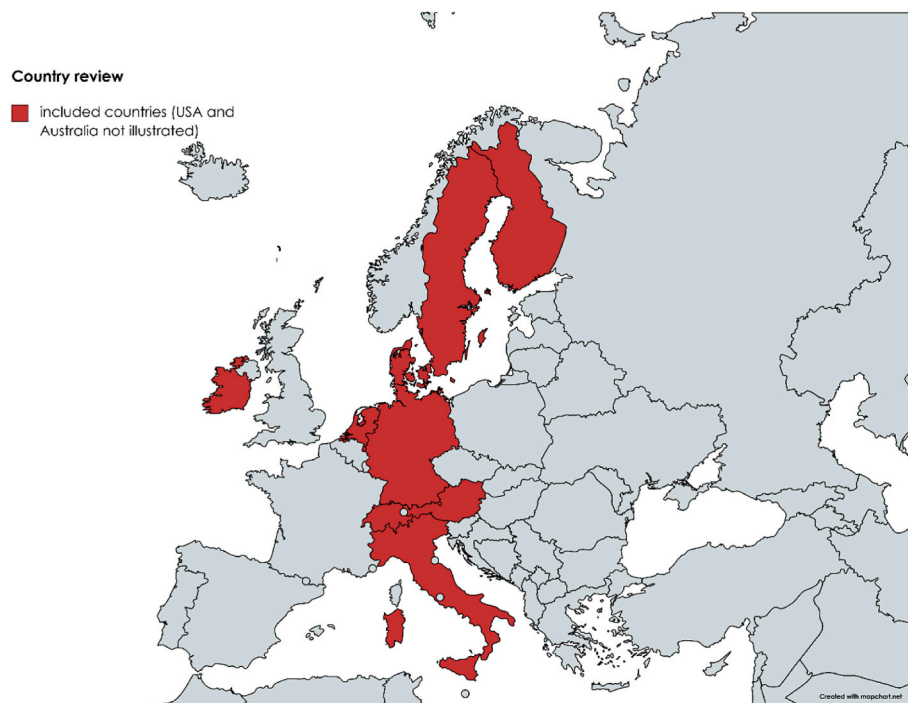 Country review
included countries (USA and
Australia not illustrated)
Created with mapchart.net